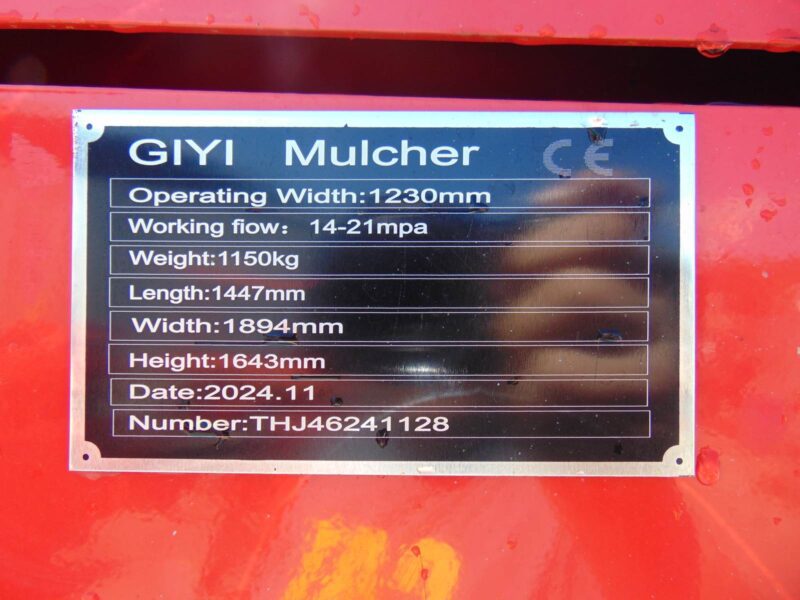 GIYI Mulcher CE
Operating Width:1230mm
Working fiow: 14-21mpa
Weight:1150kg
Length:1447mm
Width:1894mm
Height:1643mm
Date:2024.11
Number:THJ46241128